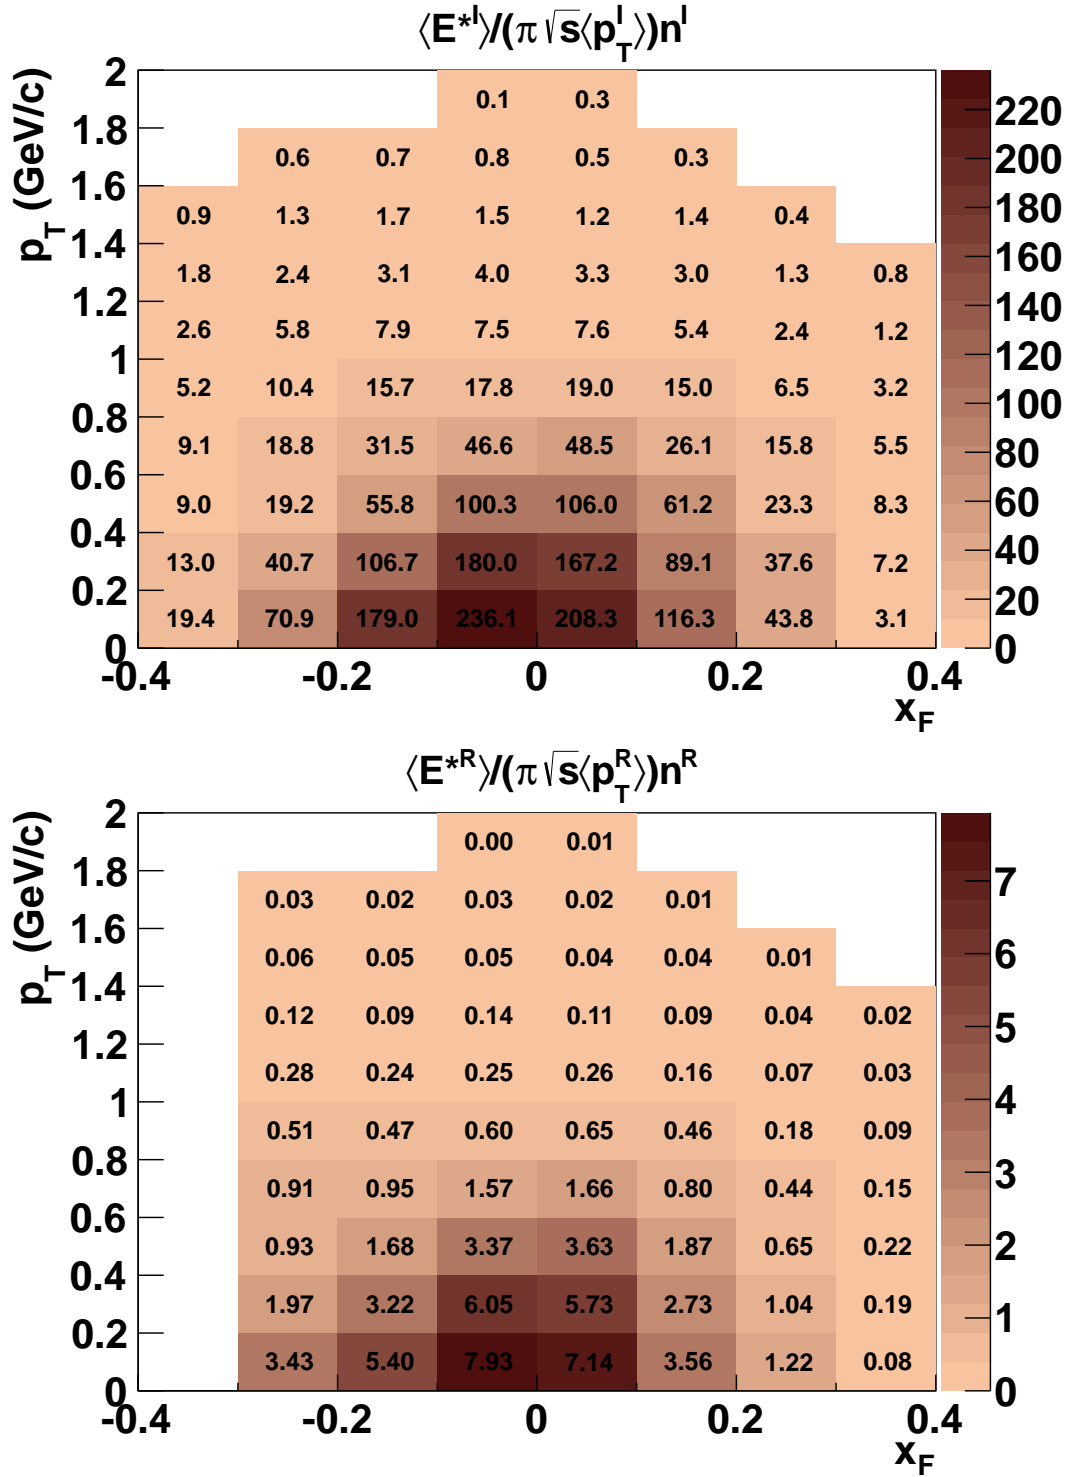 ⟨E*ᴵ⟩/(π√s⟨p_Tᴵ⟩)nᴵ
p_T (GeV/c)
2
1.8
1.6
1.4
1.2
1
0.8
0.6
0.4
0.2
0
0.1 0.3
0.6 0.7 0.8 0.5 0.3
0.9 1.3 1.7 1.5 1.2 1.4 0.4
1.8 2.4 3.1 4.0 3.3 3.0 1.3 0.8
2.6 5.8 7.9 7.5 7.6 5.4 2.4 1.2
5.2 10.4 15.7 17.8 19.0 15.0 6.5 3.2
9.1 18.8 31.5 46.6 48.5 26.1 15.8 5.5
9.0 19.2 55.8 100.3 106.0 61.2 23.3 8.3
13.0 40.7 106.7 180.0 167.2 89.1 37.6 7.2
19.4 70.9 179.0 236.1 208.3 116.3 43.8 3.1
220
200
180
160
140
120
100
80
60
40
20
0
-0.4 -0.2 0 0.2 0.4
x_F
⟨E*ᴿ⟩/(π√s⟨p_Tᴿ⟩)nᴿ
p_T (GeV/c)
2
1.8
1.6
1.4
1.2
1
0.8
0.6
0.4
0.2
0
0.00 0.01
0.03 0.02 0.03 0.02 0.01
0.06 0.05 0.05 0.04 0.04 0.01
0.12 0.09 0.14 0.11 0.09 0.04 0.02
0.28 0.24 0.25 0.26 0.16 0.07 0.03
0.51 0.47 0.60 0.65 0.46 0.18 0.09
0.91 0.95 1.57 1.66 0.80 0.44 0.15
0.93 1.68 3.37 3.63 1.87 0.65 0.22
1.97 3.22 6.05 5.73 2.73 1.04 0.19
3.43 5.40 7.93 7.14 3.56 1.22 0.08
7
6
5
4
3
2
1
0
-0.4 -0.2 0 0.2 0.4
x_F